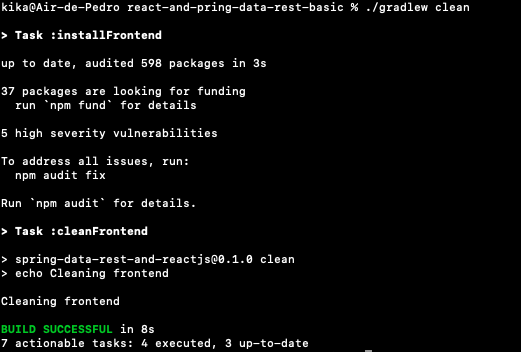 kika@Air-de-Pedro react-and-pring-data-rest-basic % ./gradlew clean
> Task :installFrontend
up to date, audited 598 packages in 3s
37 packages are looking for funding
  run `npm fund` for details
5 high severity vulnerabilities
To address all issues, run:
  npm audit fix
Run `npm audit` for details.
> Task :cleanFrontend
> spring-data-rest-and-reactjs@0.1.0 clean
> echo Cleaning frontend
Cleaning frontend
BUILD SUCCESSFUL in 8s
7 actionable tasks: 4 executed, 3 up-to-date